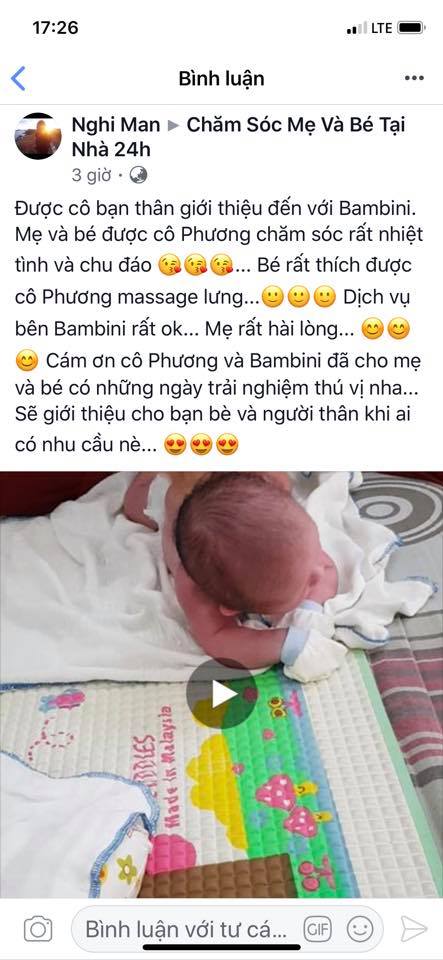 17:26
LTE
Bình luận
Nghi Man ▸ Chăm Sóc Mẹ Và Bé Tại
Nhà 24h
3 giờ ·
Được cô bạn thân giới thiệu đến với Bambini.
Mẹ và bé được cô Phương chăm sóc rất nhiệt
tình và chu đáo 😘😘😘... Bé rất thích được
cô Phương massage lưng...🙂🙂🙂 Dịch vụ
bên Bambini rất ok... Mẹ rất hài lòng... 😊😊
😊 Cám ơn cô Phương và Bambini đã cho mẹ
và bé có những ngày trải nghiệm thú vị nha...
Sẽ giới thiệu cho bạn bè và người thân khi ai
có nhu cầu nè... 😍😍😍
Made in Malaysia
Bình luận với tư cá...
GIF